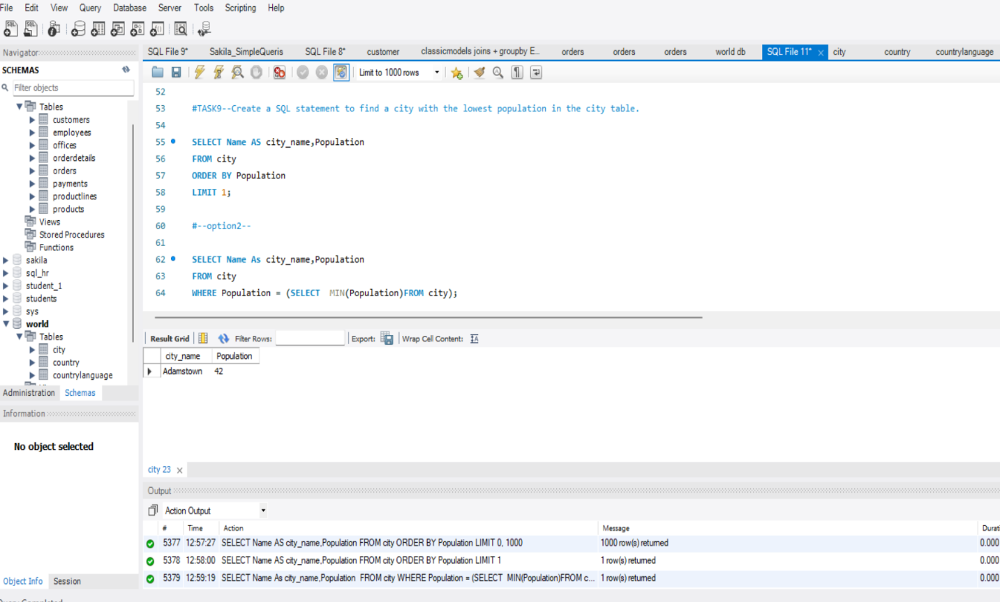 File Edit View Query Database Server Tools Scripting Help
Navigator
SCHEMAS
Filter objects
Tables
customers
employees
offices
orderdetails
orders
payments
productlines
products
Views
Stored Procedures
Functions
sakila
sql_hr
student_1
students
sys
world
Tables
city
country
countrylanguage
Administration Schemas
Information
No object selected
Object Info Session
SQL File 9* Sakila_SimpleQueris SQL File 8* customer classicmodels joins + groupby E... orders orders orders world db SQL File 11* x city country countrylanguage
Limit to 1000 rows
52
53 #TASK9--Create a SQL statement to find a city with the lowest population in the city table.
54
55 SELECT Name AS city_name,Population
56 FROM city
57 ORDER BY Population
58 LIMIT 1;
59
60 #--option2--
61
62 SELECT Name As city_name,Population
63 FROM city
64 WHERE Population = (SELECT MIN(Population)FROM city);
Result Grid Filter Rows: Export: Wrap Cell Content:
city_name Population
Adamstown 42
city 23 x
Output
Action Output
# Time Action Message Durati
5377 12:57:27 SELECT Name AS city_name,Population FROM city ORDER BY Population LIMIT 0, 1000 1000 row(s) returned 0.000
5378 12:58:00 SELECT Name AS city_name,Population FROM city ORDER BY Population LIMIT 1 1 row(s) returned 0.000
5379 12:59:19 SELECT Name As city_name,Population FROM city WHERE Population = (SELECT MIN(Population)FROM c... 1 row(s) returned 0.000